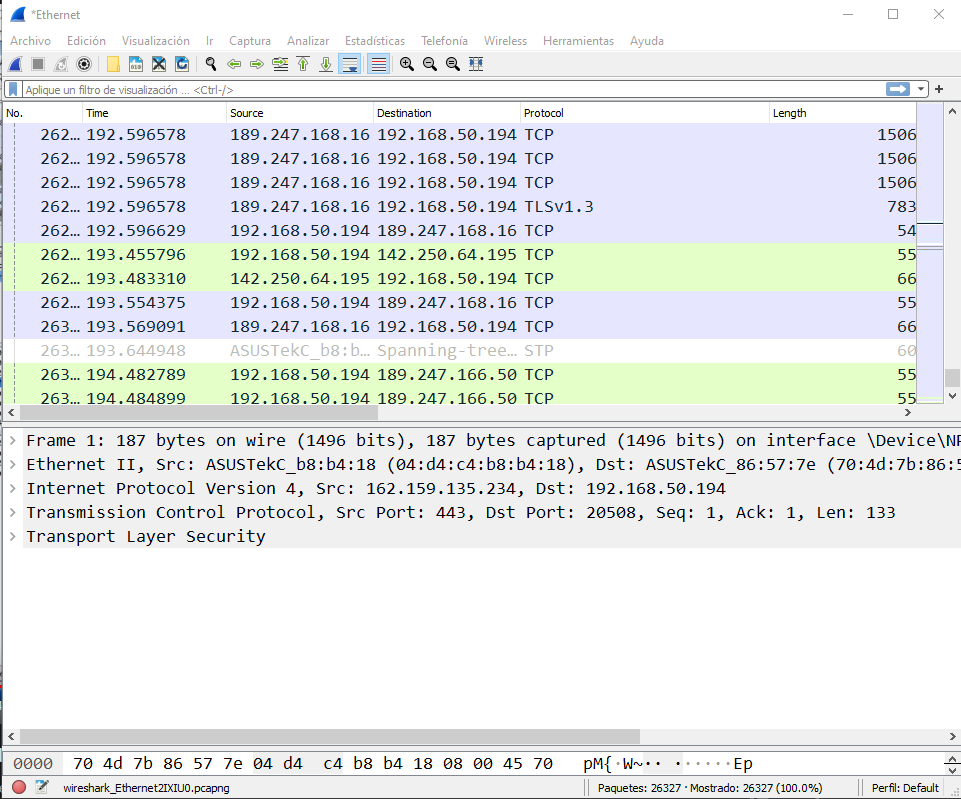 *Ethernet
Archivo Edición Visualización Ir Captura Analizar Estadísticas Telefonía Wireless Herramientas Ayuda
Aplique un filtro de visualización ... <Ctrl-/>
No. Time Source Destination Protocol Length
262… 192.596578 189.247.168.16 192.168.50.194 TCP 1506
262… 192.596578 189.247.168.16 192.168.50.194 TCP 1506
262… 192.596578 189.247.168.16 192.168.50.194 TCP 1506
262… 192.596578 189.247.168.16 192.168.50.194 TLSv1.3 783
262… 192.596629 192.168.50.194 189.247.168.16 TCP 54
262… 193.455796 192.168.50.194 142.250.64.195 TCP 55
262… 193.483310 142.250.64.195 192.168.50.194 TCP 66
262… 193.554375 192.168.50.194 189.247.168.16 TCP 55
263… 193.569091 189.247.168.16 192.168.50.194 TCP 66
263… 193.644948 ASUSTekC_b8:b… Spanning-tree… STP 60
263… 194.482789 192.168.50.194 189.247.166.50 TCP 55
263… 194.484899 192.168.50.194 189.247.166.50 TCP 55
Frame 1: 187 bytes on wire (1496 bits), 187 bytes captured (1496 bits) on interface \Device\NP
Ethernet II, Src: ASUSTekC_b8:b4:18 (04:d4:c4:b8:b4:18), Dst: ASUSTekC_86:57:7e (70:4d:7b:86:5
Internet Protocol Version 4, Src: 162.159.135.234, Dst: 192.168.50.194
Transmission Control Protocol, Src Port: 443, Dst Port: 20508, Seq: 1, Ack: 1, Len: 133
Transport Layer Security
0000 70 4d 7b 86 57 7e 04 d4 c4 b8 b4 18 08 00 45 70 pM{·W~·· ······Ep
wireshark_Ethernet2IXIU0.pcapng Paquetes: 26327 · Mostrado: 26327 (100.0%) Perfil: Default